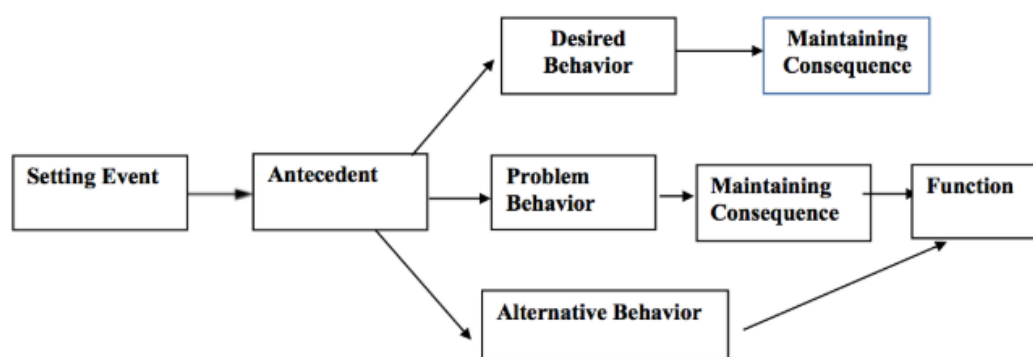 Desired
Behavior
Maintaining
Consequence
Setting Event
Antecedent
Problem
Behavior
Maintaining
Consequence
Function
Alternative Behavior